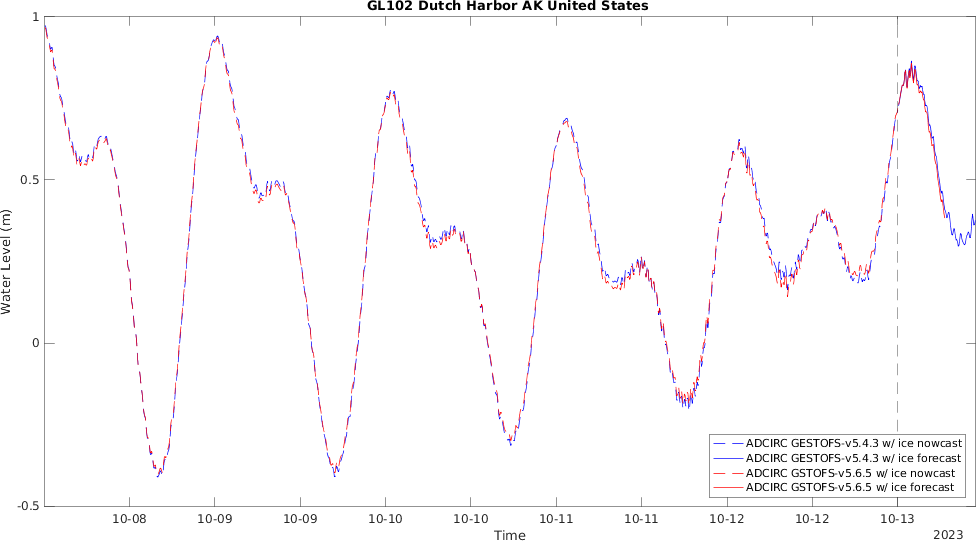 GL102 Dutch Harbor AK United States
1
0.5
0
-0.5
Water Level (m)
ADCIRC GESTOFS-v5.4.3 w/ ice nowcast
ADCIRC GESTOFS-v5.4.3 w/ ice forecast
ADCIRC GSTOFS-v5.6.5 w/ ice nowcast
ADCIRC GSTOFS-v5.6.5 w/ ice forecast
10-08 10-09 10-09 10-10 10-10 10-11 10-11 10-12 10-12 10-13
Time
2023